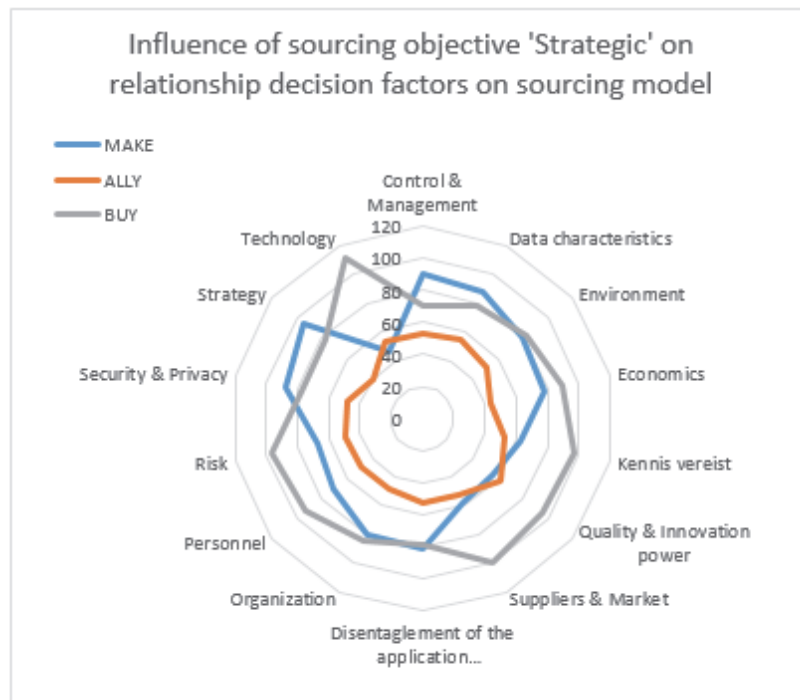 Influence of sourcing objective 'Strategic' on
relationship decision factors on sourcing model
MAKE
ALLY
BUY
Control &
Management
Technology
Data characteristics
Strategy
Environment
Security & Privacy
Economics
Risk
Kennis vereist
Personnel
Quality & Innovation
power
Organization
Suppliers & Market
Disentaglement of the
application...
120
100
80
60
40
20
0